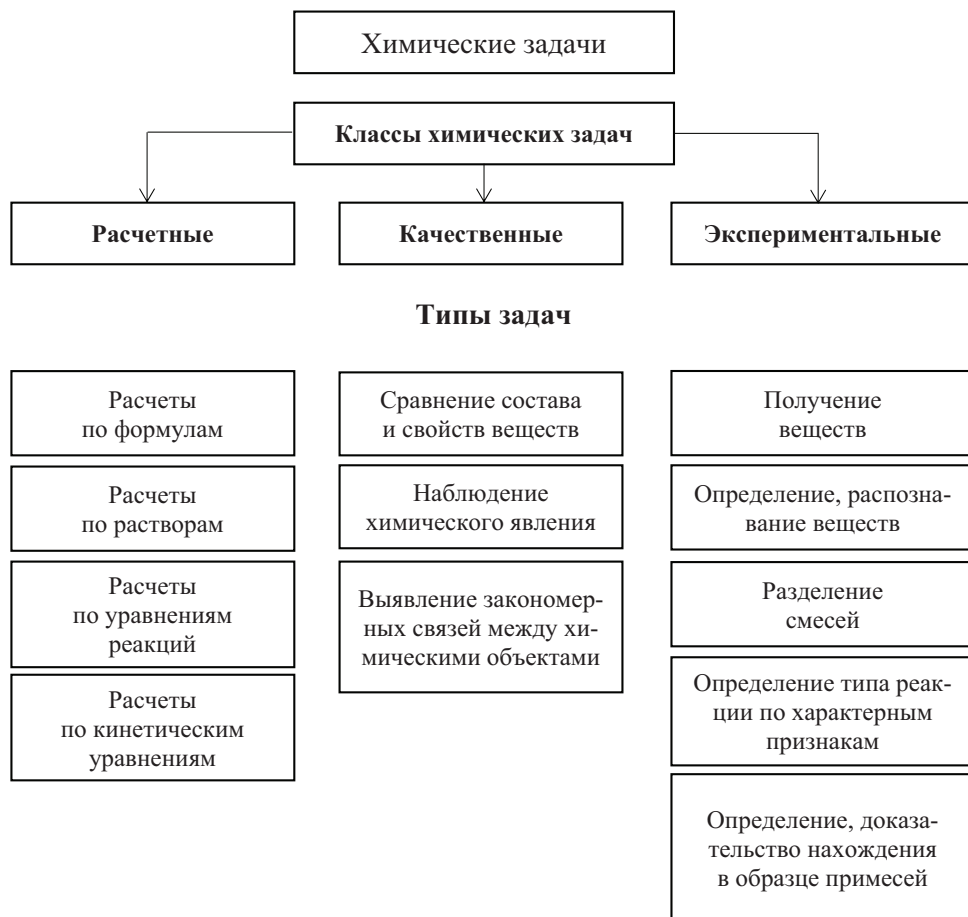 Химические задачи
Классы химических задач
Расчетные
Качественные
Экспериментальные
Типы задач
Расчеты
по формулам
Расчеты
по растворам
Расчеты
по уравнениям
реакций
Расчеты
по кинетическим
уравнениям
Сравнение состава
и свойств веществ
Наблюдение
химического явления
Выявление закономер-
ных связей между хи-
мическими объектами
Получение
веществ
Определение, распозна-
вание веществ
Разделение
смесей
Определение типа реак-
ции по характерным
признакам
Определение, доказа-
тельство нахождения
в образце примесей